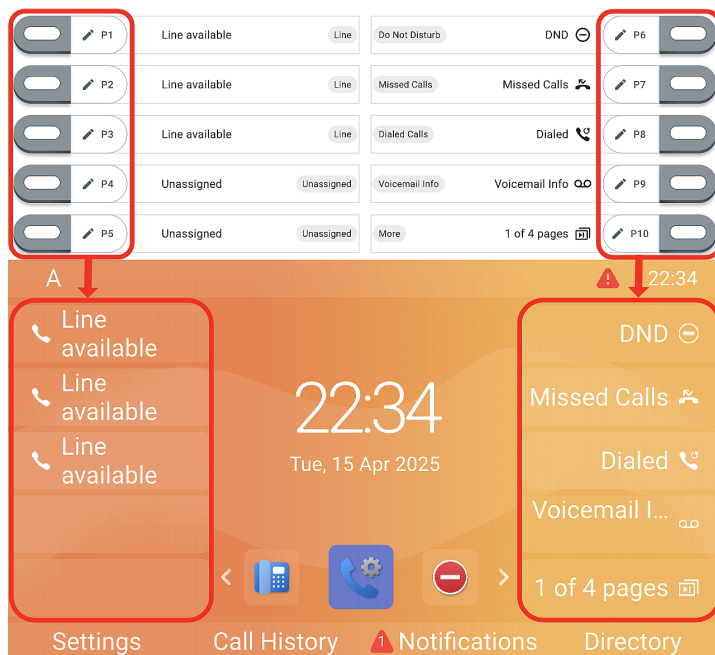 P1 Line available Line Do Not Disturb DND P6
P2 Line available Line Missed Calls Missed Calls P7
P3 Line available Line Dialed Calls Dialed P8
P4 Unassigned Unassigned Voicemail Info Voicemail Info P9
P5 Unassigned Unassigned More 1 of 4 pages P10
A 22:34
Line
available
Line
available
Line
available
22:34
Tue, 15 Apr 2025
DND
Missed Calls
Dialed
Voicemail I...
1 of 4 pages
Settings Call History 1 Notifications Directory